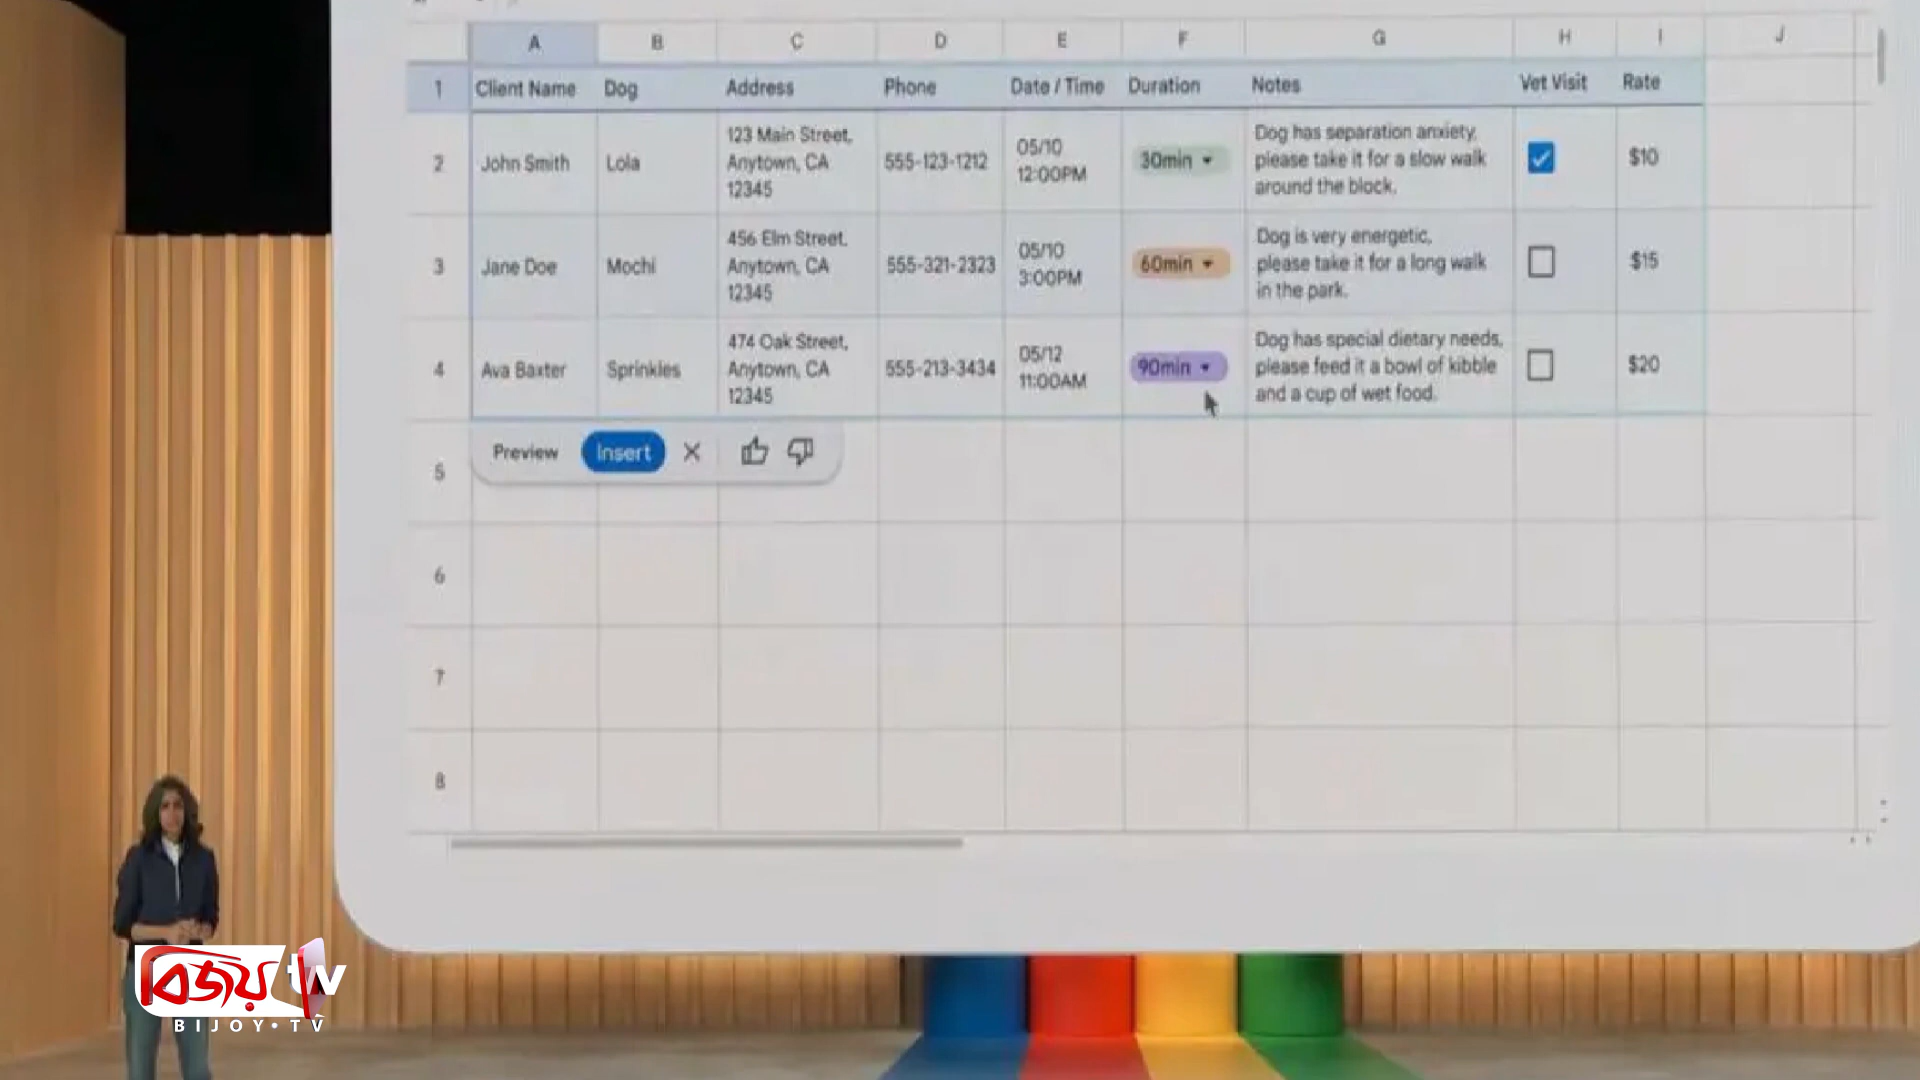 A B C D E F G H I J
1 Client Name Dog Address Phone Date / Time Duration Notes Vet Visit Rate
2 John Smith Lola 123 Main Street, Anytown, CA 12345 555-123-1212 05/10 12:00PM 30min Dog has separation anxiety, please take it for a slow walk around the block. $10
3 Jane Doe Mochi 456 Elm Street, Anytown, CA 12345 555-321-2323 05/10 3:00PM 60min Dog is very energetic, please take it for a long walk in the park. $15
4 Ava Baxter Sprinkles 474 Oak Street, Anytown, CA 12345 555-213-3434 05/12 11:00AM 90min Dog has special dietary needs, please feed it a bowl of kibble and a cup of wet food. $20
Preview Insert
5
6
7
8
বিজয় tv
BIJOY•TV